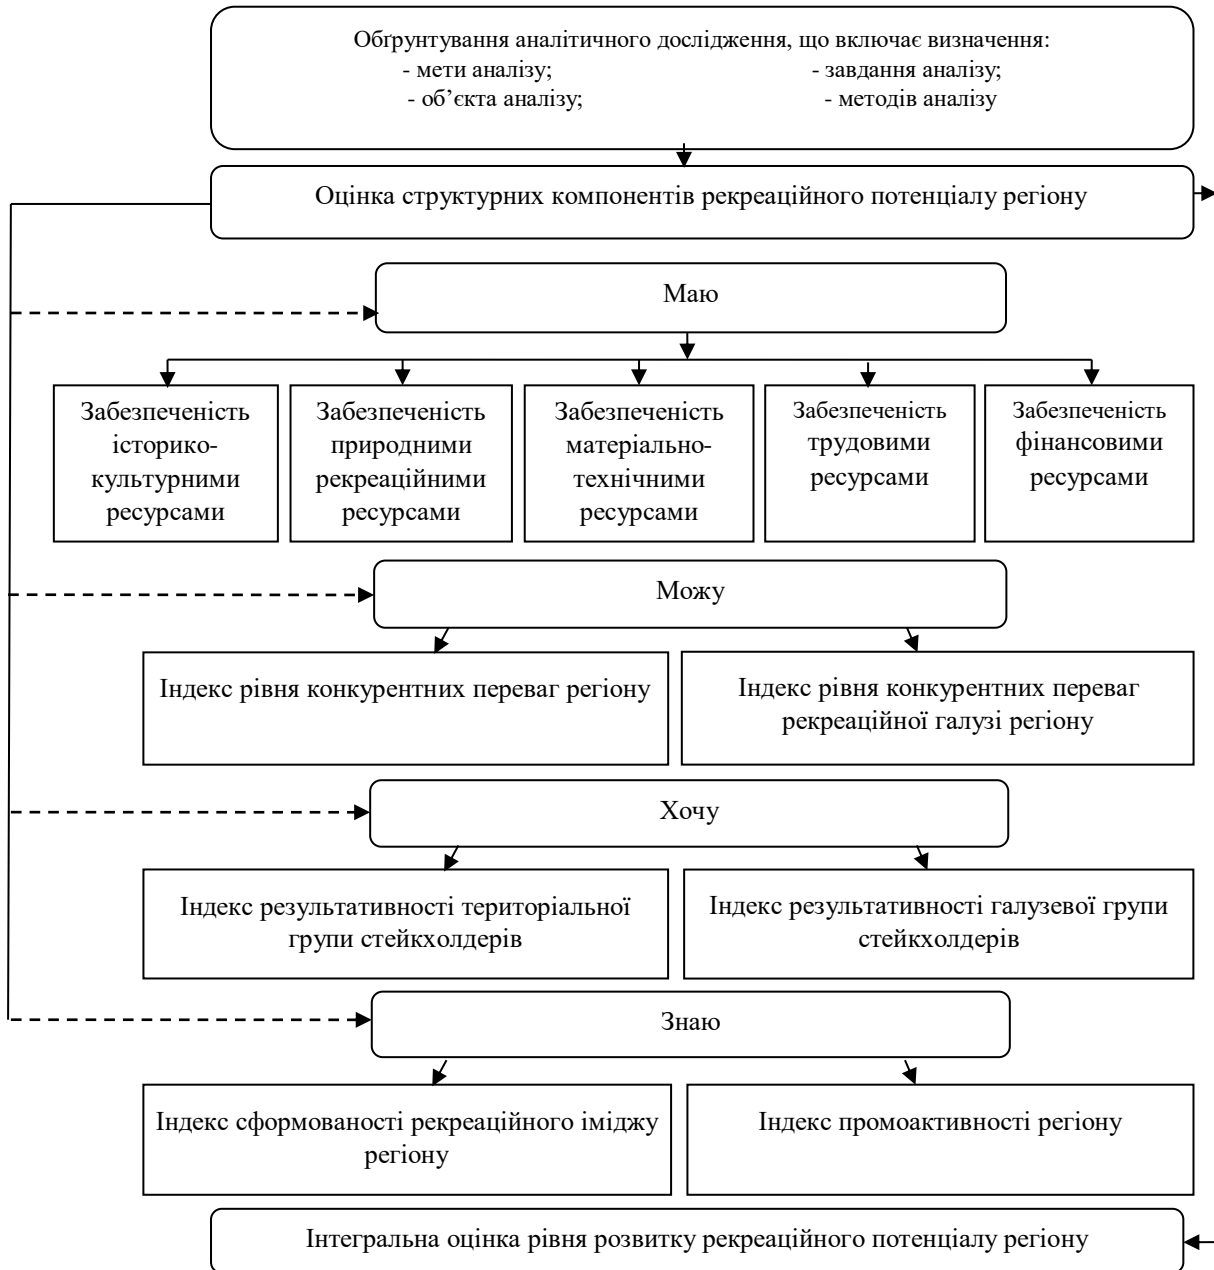 Обґрунтування аналітичного дослідження, що включає визначення:
- мети аналізу; - завдання аналізу;
- об’єкта аналізу; - методів аналізу
Оцінка структурних компонентів рекреаційного потенціалу регіону
Маю
Забезпеченість
історико-
культурними
ресурсами
Забезпеченість
природними
рекреаційними
ресурсами
Забезпеченість
матеріально-
технічними
ресурсами
Забезпеченість
трудовими
ресурсами
Забезпеченість
фінансовими
ресурсами
Можу
Індекс рівня конкурентних переваг регіону
Індекс рівня конкурентних переваг
рекреаційної галузі регіону
Хочу
Індекс результативності територіальної
групи стейкхолдерів
Індекс результативності галузевої групи
стейкхолдерів
Знаю
Індекс сформованості рекреаційного іміджу
регіону
Індекс промоактивності регіону
Інтегральна оцінка рівня розвитку рекреаційного потенціалу регіону